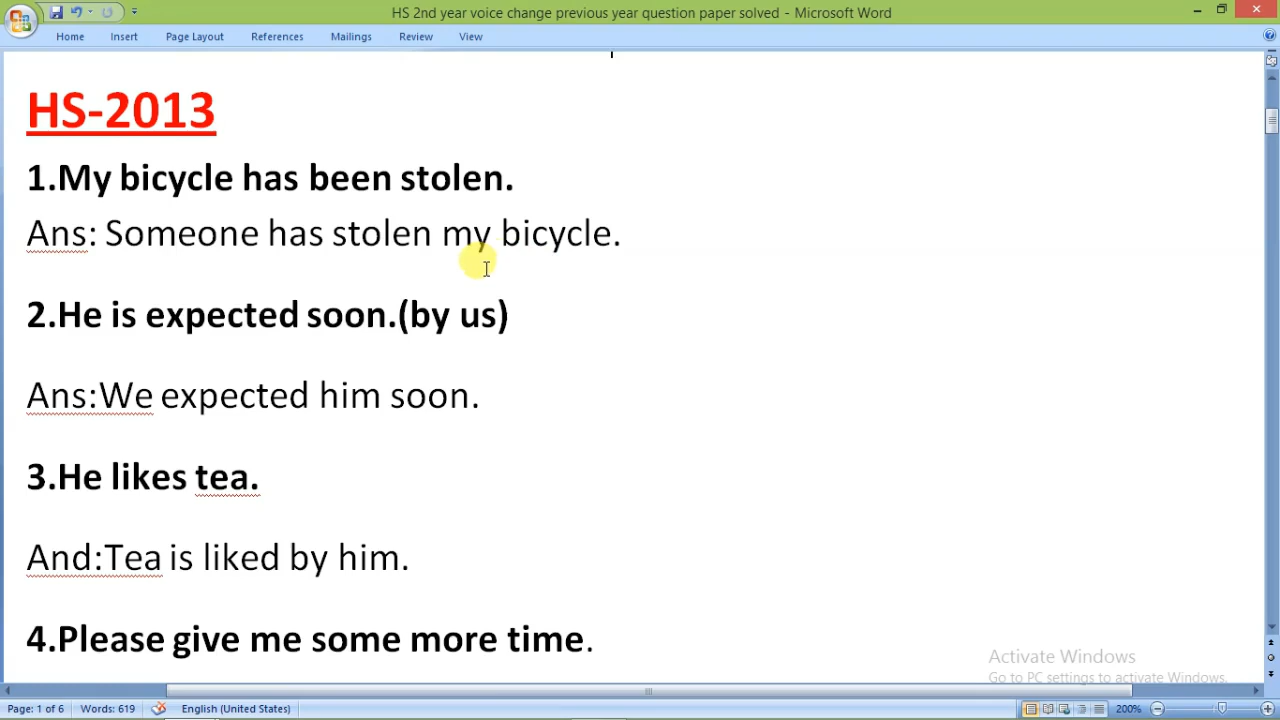 HS 2nd year voice change previous year question paper solved - Microsoft Word
Home Insert Page Layout References Mailings Review View
HS-2013
1.My bicycle has been stolen.
Ans: Someone has stolen my bicycle.
2.He is expected soon.(by us)
Ans:We expected him soon.
3.He likes tea.
And:Tea is liked by him.
4.Please give me some more time.
Activate Windows
Go to PC settings to activate Windows.
Page: 1 of 6 Words: 619 English (United States) 200%